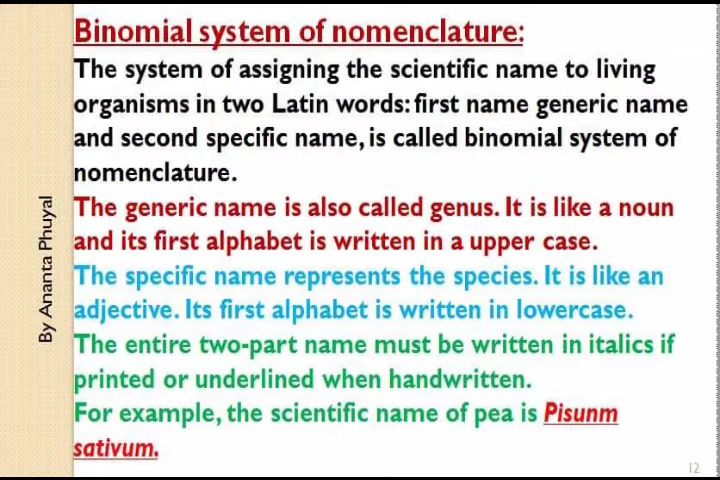 Binomial system of nomenclature:
The system of assigning the scientific name to living
organisms in two Latin words: first name generic name
and second specific name, is called binomial system of
nomenclature.
The generic name is also called genus. It is like a noun
and its first alphabet is written in a upper case.
The specific name represents the species. It is like an
adjective. Its first alphabet is written in lowercase.
The entire two-part name must be written in italics if
printed or underlined when handwritten.
For example, the scientific name of pea is Pisunm
sativum.
By Ananta Phuyal
12